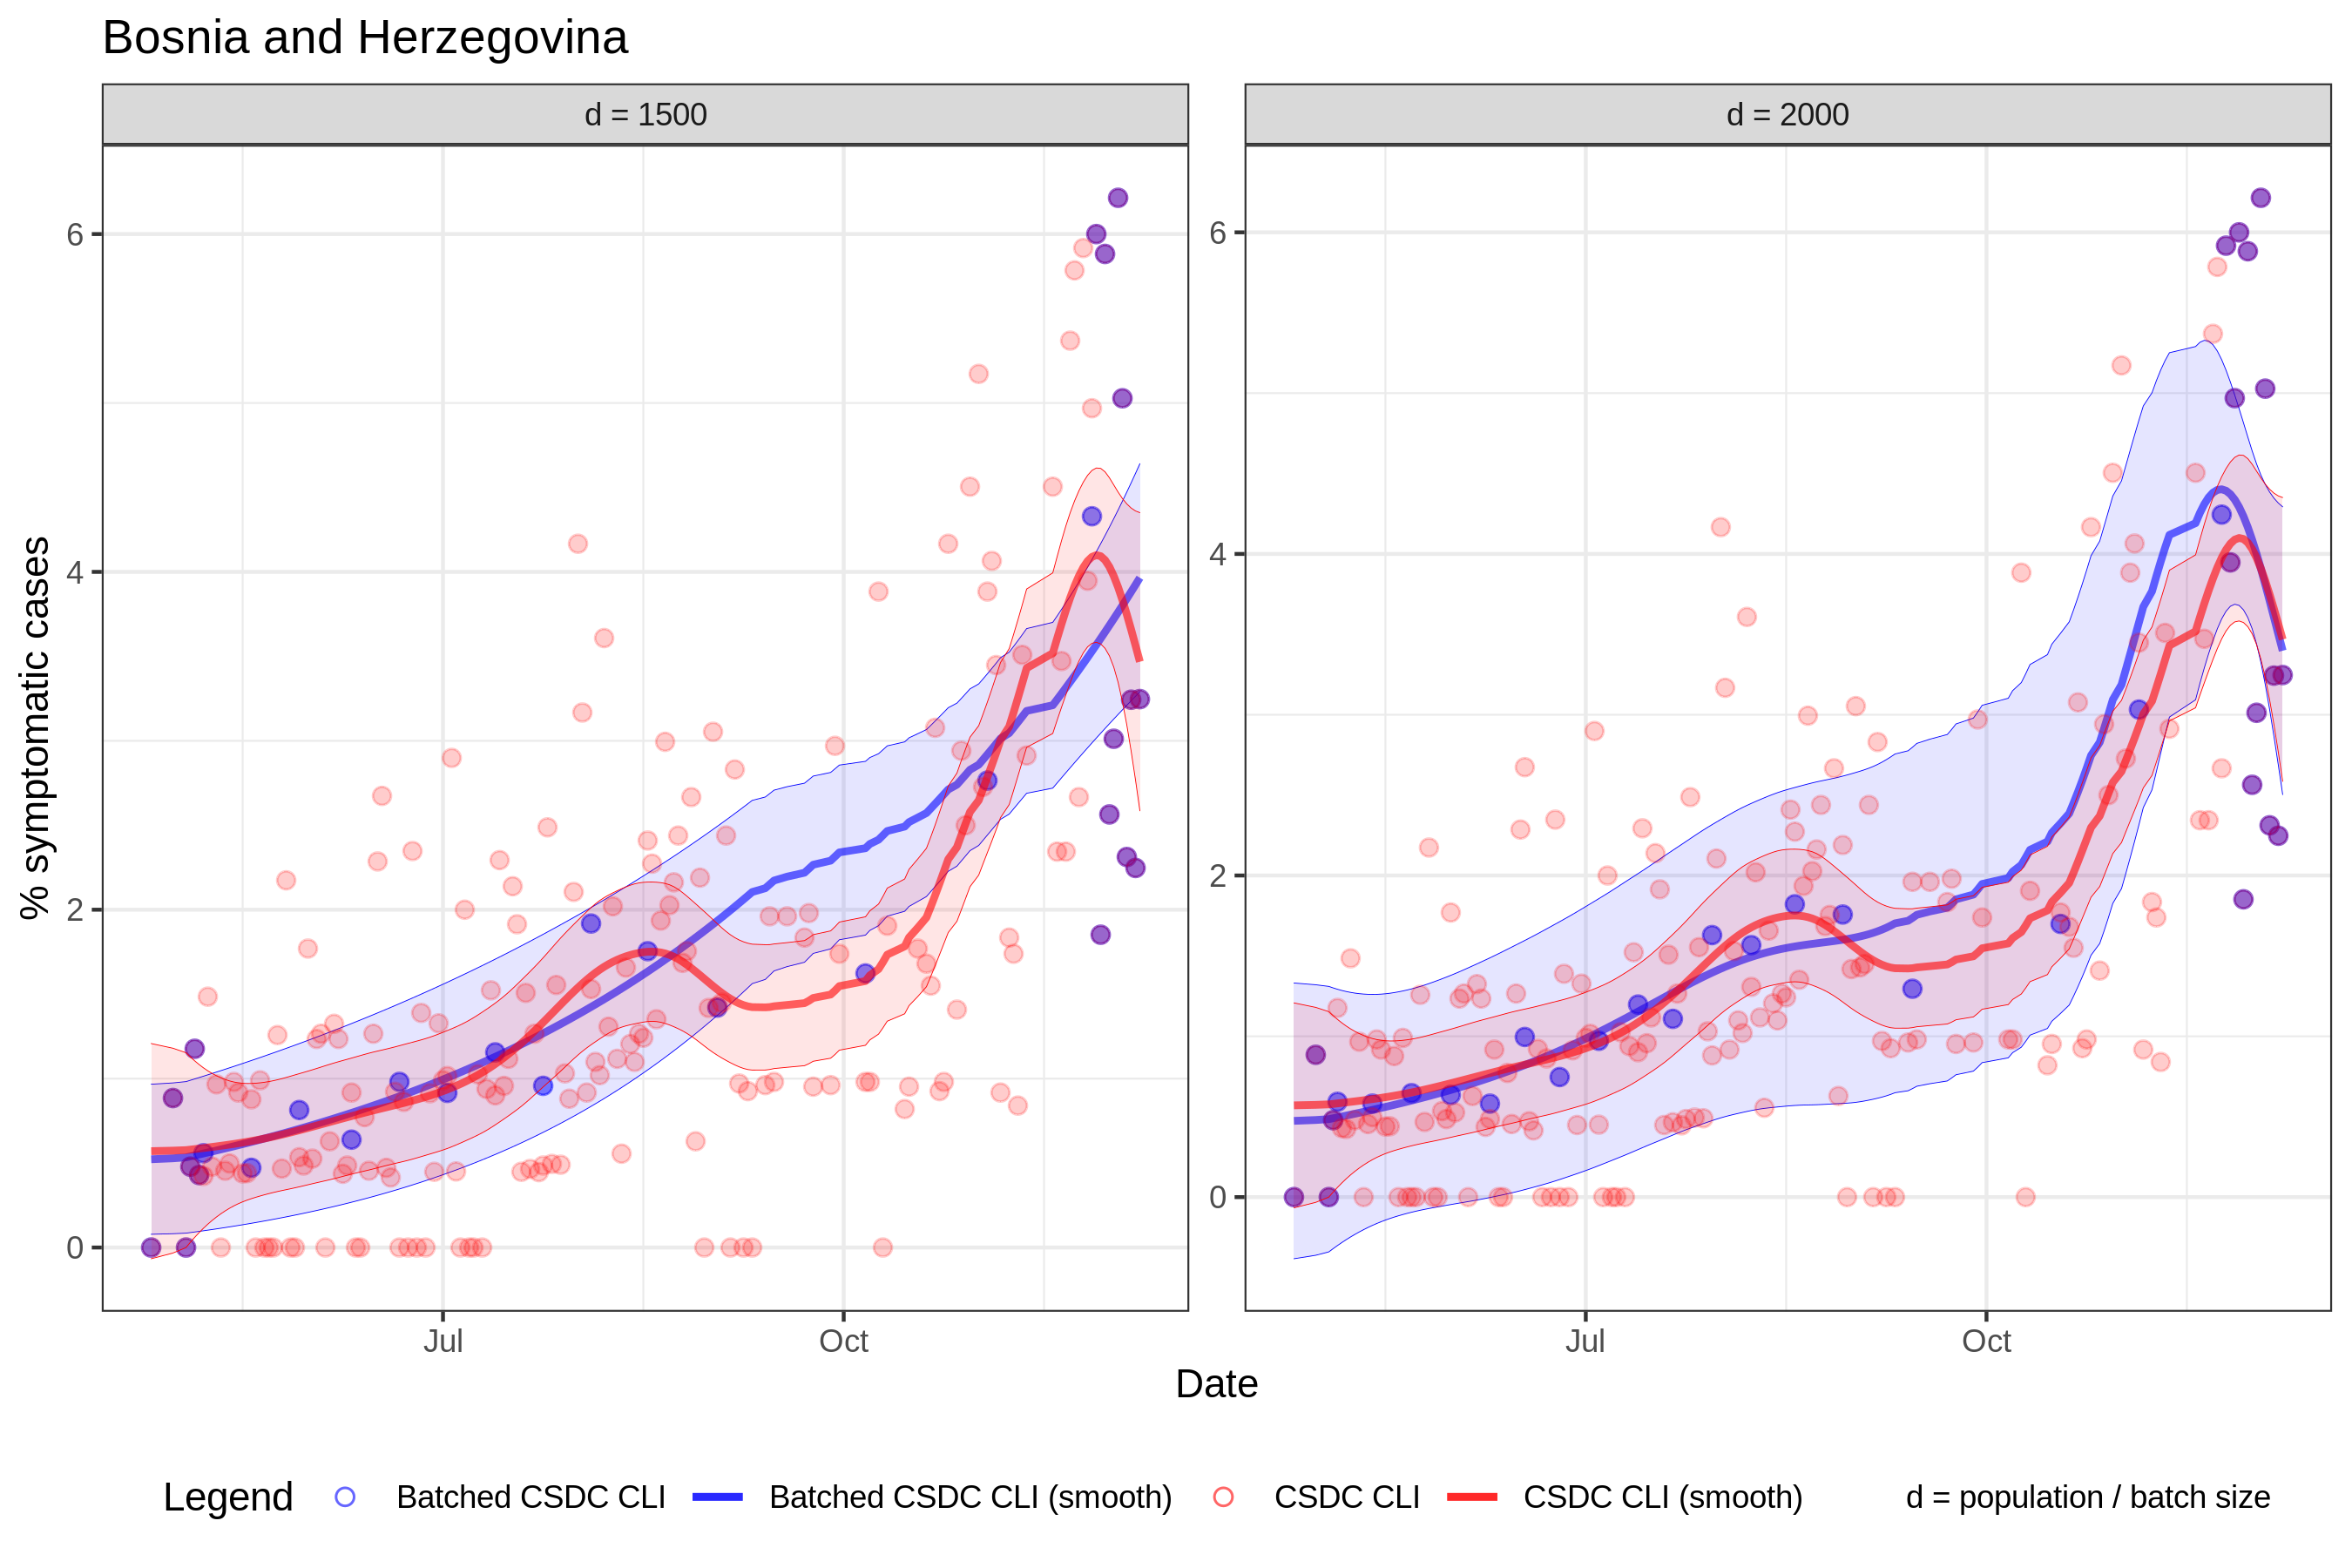 Bosnia and Herzegovina
d = 1500
d = 2000
% symptomatic cases
6
4
2
0
6
4
2
0
Jul
Oct
Jul
Oct
Date
Legend
Batched CSDC CLI
Batched CSDC CLI (smooth)
CSDC CLI
CSDC CLI (smooth)
d = population / batch size